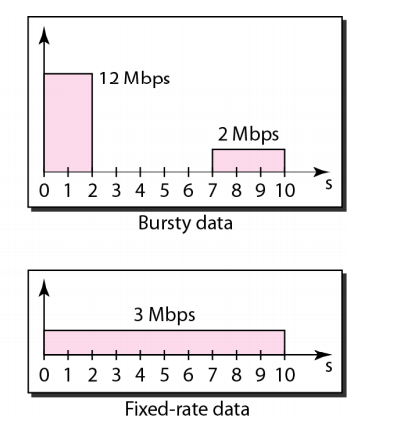 12 Mbps
2 Mbps
0 1 2 3 4 5 6 7 8 9 10 s
Bursty data
3 Mbps
0 1 2 3 4 5 6 7 8 9 10 s
Fixed-rate data